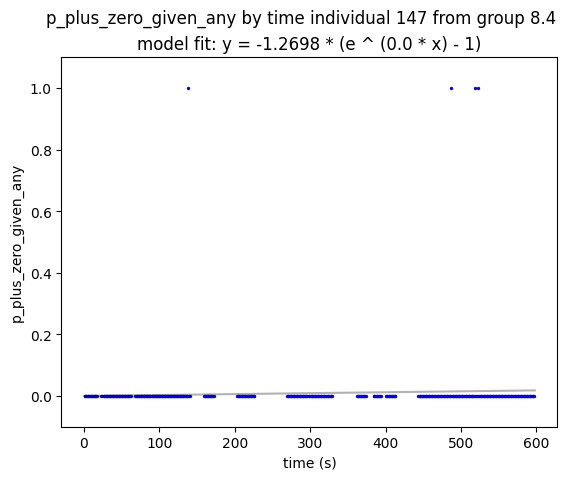 p_plus_zero_given_any by time individual 147 from group 8.4
model fit: y = -1.2698 * (e ^ (0.0 * x) - 1)
1.0
0.8
0.6
0.4
0.2
0.0
p_plus_zero_given_any
0 100 200 300 400 500 600
time (s)